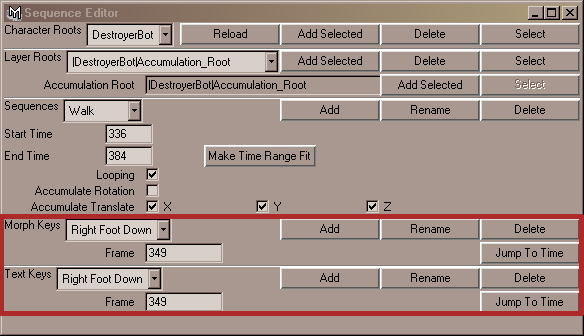 Sequence Editor
Character Roots DestroyerBot Reload Add Selected Delete Select
Layer Roots |DestroyerBot|Accumulation_Root Add Selected Delete Select
Accumulation Root |DestroyerBot|Accumulation_Root Add Selected Select
Sequences Walk Add Rename Delete
Start Time 336
End Time 384 Make Time Range Fit
Looping
Accumulate Rotation
Accumulate Translate X Y Z
Morph Keys Right Foot Down Add Rename Delete
Frame 349 Jump To Time
Text Keys Right Foot Down Add Rename Delete
Frame 349 Jump To Time